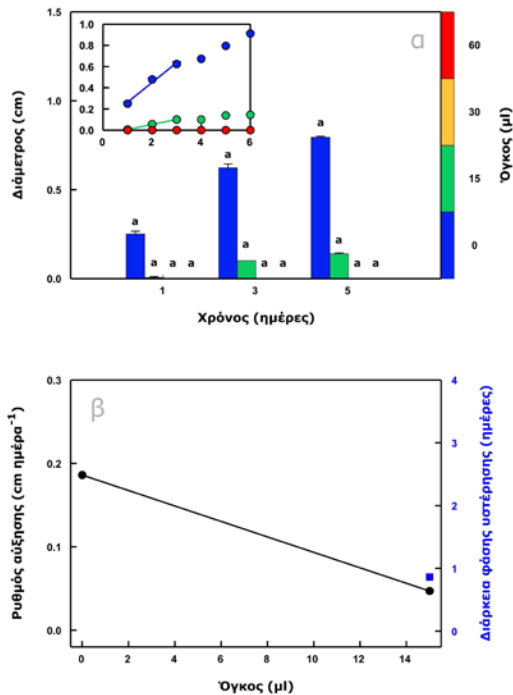 α
1.0
0.8
0.6
0.4
0.2
0.0
0 2 4 6
1.5
1.0
0.5
0.0
Διάμετρος (cm)
a a a a
a a a a
a a a a
1 3 5
Χρόνος (ημέρες)
60
30
15
0
Όγκος (μl)
β
0.3
0.2
0.1
0.0
Ρυθμός αύξησης (cm ημέρα⁻¹)
4
3
2
1
0
Διάρκεια φάσης υστέρησης (ημέρες)
0 2 4 6 8 10 12 14
Όγκος (μl)